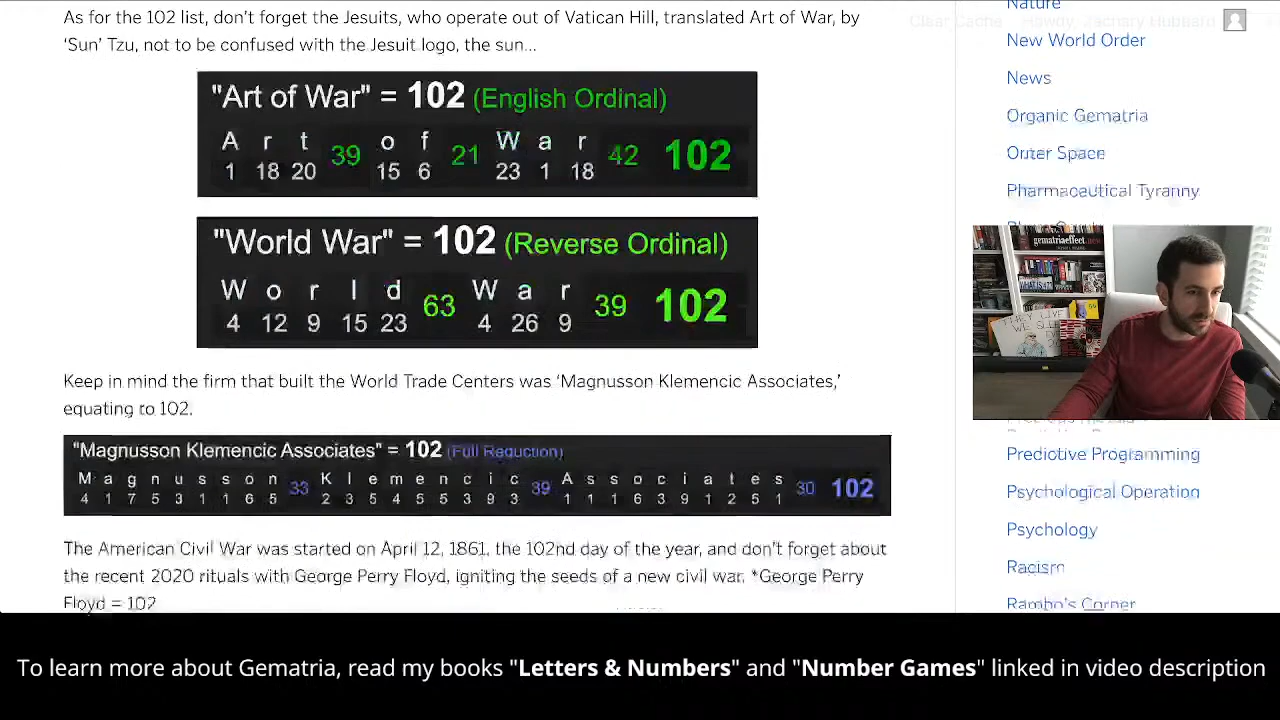 As for the 102 list, don't forget the Jesuits, who operate out of Vatican Hill, translated Art of War, by
'Sun' Tzu, not to be confused with the Jesuit logo, the sun...
Clear Cache Howdy, Zachary Hubbard
"Art of War" = 102 (English Ordinal)
A r t 39 o f 21 W a r 42 102
1 18 20 15 6 23 1 18
"World War" = 102 (Reverse Ordinal)
W o r l d 63 W a r 39 102
4 12 9 15 23 4 26 9
Keep in mind the firm that built the World Trade Centers was 'Magnusson Klemencic Associates,'
equating to 102.
"Magnusson Klemencic Associates" = 102 (Full Reduction)
M a g n u s s o n 33 K l e m e n c i c 39 A s s o c i a t e s 30 102
4 1 7 5 3 1 1 6 5 2 3 5 4 5 5 3 9 3 1 1 1 6 3 9 1 2 5 1
The American Civil War was started on April 12, 1861, the 102nd day of the year, and don't forget about
the recent 2020 rituals with George Perry Floyd, igniting the seeds of a new civil war. *George Perry
Floyd = 102
Nature
New World Order
News
Organic Gematria
Outer Space
Pharmaceutical Tyranny
gematriaeffect.news
Predictive Programming
Psychological Operation
Psychology
Racism
Rambo's Corner
To learn more about Gematria, read my books "Letters & Numbers" and "Number Games" linked in video description